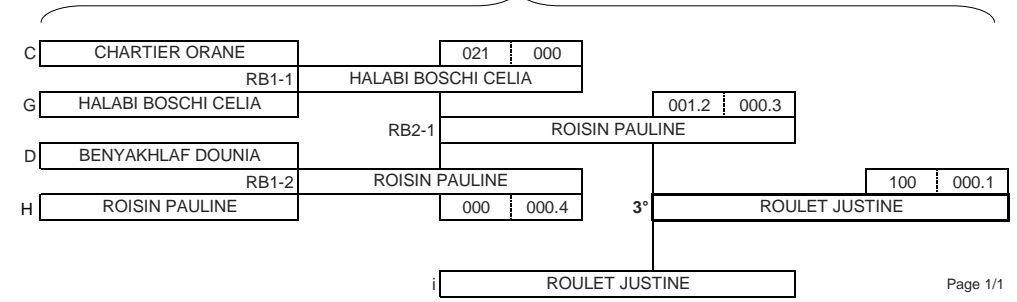 C CHARTIER ORANE 021 000
RB1-1 HALABI BOSCHI CELIA
G HALABI BOSCHI CELIA 001.2 000.3
RB2-1 ROISIN PAULINE
D BENYAKHLAF DOUNIA
RB1-2 ROISIN PAULINE 100 000.1
H ROISIN PAULINE 000 000.4 3° ROULET JUSTINE
i ROULET JUSTINE Page 1/1